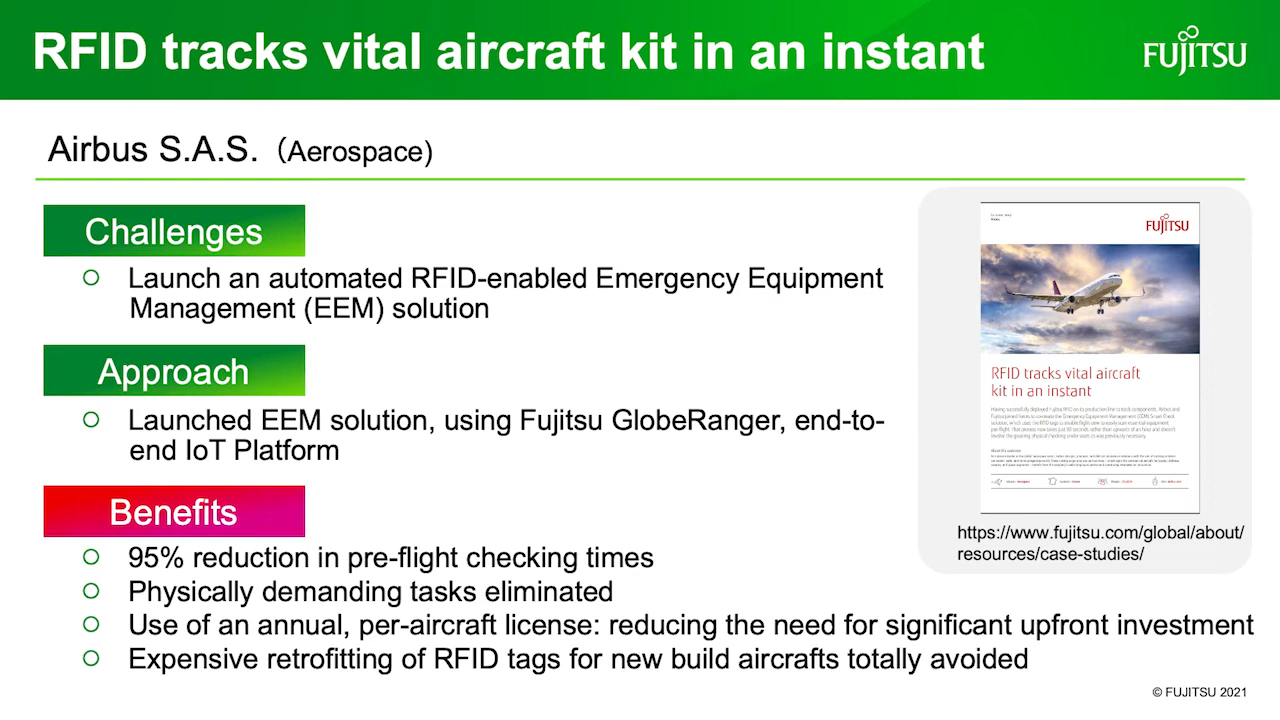 RFID tracks vital aircraft kit in an instant
FUJITSU
Airbus S.A.S. (Aerospace)
Challenges
Launch an automated RFID-enabled Emergency Equipment
Management (EEM) solution
Approach
Launched EEM solution, using Fujitsu GlobeRanger, end-to-
end IoT Platform
Benefits
95% reduction in pre-flight checking times
Physically demanding tasks eliminated
Use of an annual, per-aircraft license: reducing the need for significant upfront investment
Expensive retrofitting of RFID tags for new build aircrafts totally avoided
FUJITSU
RFID tracks vital aircraft
kit in an instant
https://www.fujitsu.com/global/about/
resources/case-studies/
© FUJITSU 2021